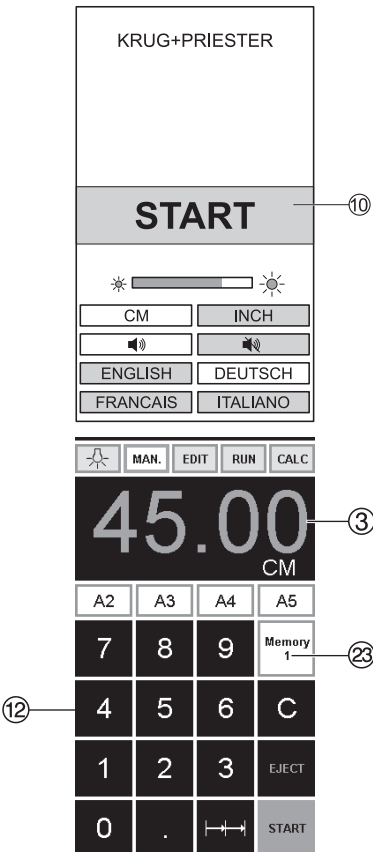 KRUG+PRIESTER
START
⑩
CM INCH
ENGLISH DEUTSCH
FRANCAIS ITALIANO
MAN. EDIT RUN CALC
45.00
③
CM
A2 A3 A4 A5
7 8 9 Memory
1
㉓
⑫
4 5 6 C
1 2 3 EJECT
0 . START